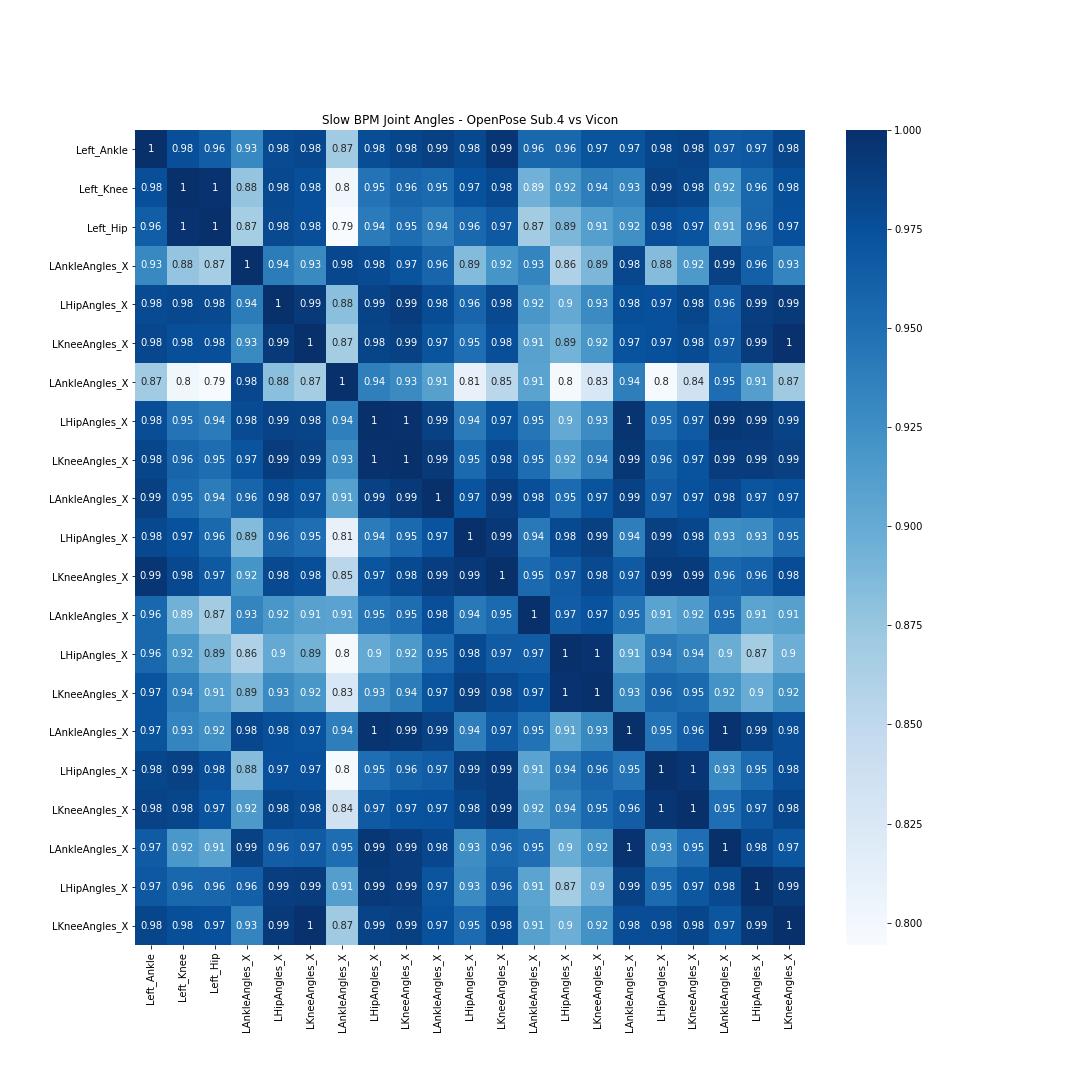 Slow BPM Joint Angles - OpenPose Sub.4 vs Vicon
Left_Ankle 1 0.98 0.96 0.93 0.98 0.98 0.87 0.98 0.98 0.99 0.98 0.99 0.96 0.96 0.97 0.97 0.98 0.98 0.97 0.97 0.98
Left_Knee 0.98 1 1 0.88 0.98 0.98 0.8 0.95 0.96 0.95 0.97 0.98 0.89 0.92 0.94 0.93 0.99 0.98 0.92 0.96 0.98
Left_Hip 0.96 1 1 0.87 0.98 0.98 0.79 0.94 0.95 0.94 0.96 0.97 0.87 0.89 0.91 0.92 0.98 0.97 0.91 0.96 0.97
LAnkleAngles_X 0.93 0.88 0.87 1 0.94 0.93 0.98 0.98 0.97 0.96 0.89 0.92 0.93 0.86 0.89 0.98 0.88 0.92 0.99 0.96 0.93
LHipAngles_X 0.98 0.98 0.98 0.94 1 0.99 0.88 0.99 0.99 0.98 0.96 0.98 0.92 0.9 0.93 0.98 0.97 0.98 0.96 0.99 0.99
LKneeAngles_X 0.98 0.98 0.98 0.93 0.99 1 0.87 0.98 0.99 0.97 0.95 0.98 0.91 0.89 0.92 0.97 0.97 0.98 0.97 0.99 1
LAnkleAngles_X 0.87 0.8 0.79 0.98 0.88 0.87 1 0.94 0.93 0.91 0.81 0.85 0.91 0.8 0.83 0.94 0.8 0.84 0.95 0.91 0.87
LHipAngles_X 0.98 0.95 0.94 0.98 0.99 0.98 0.94 1 1 0.99 0.94 0.97 0.95 0.9 0.93 1 0.95 0.97 0.99 0.99 0.99
LKneeAngles_X 0.98 0.96 0.95 0.97 0.99 0.99 0.93 1 1 0.99 0.95 0.98 0.95 0.92 0.94 0.99 0.96 0.97 0.99 0.99 0.99
LAnkleAngles_X 0.99 0.95 0.94 0.96 0.98 0.97 0.91 0.99 0.99 1 0.97 0.99 0.98 0.95 0.97 0.99 0.97 0.97 0.98 0.97 0.97
LHipAngles_X 0.98 0.97 0.96 0.89 0.96 0.95 0.81 0.94 0.95 0.97 1 0.99 0.94 0.98 0.99 0.94 0.99 0.98 0.93 0.93 0.95
LKneeAngles_X 0.99 0.98 0.97 0.92 0.98 0.98 0.85 0.97 0.98 0.99 0.99 1 0.95 0.97 0.98 0.97 0.99 0.99 0.96 0.96 0.98
LAnkleAngles_X 0.96 0.89 0.87 0.93 0.92 0.91 0.91 0.95 0.95 0.98 0.94 0.95 1 0.97 0.97 0.95 0.91 0.92 0.95 0.91 0.91
LHipAngles_X 0.96 0.92 0.89 0.86 0.9 0.89 0.8 0.9 0.92 0.95 0.98 0.97 0.97 1 1 0.91 0.94 0.94 0.9 0.87 0.9
LKneeAngles_X 0.97 0.94 0.91 0.89 0.93 0.92 0.83 0.93 0.94 0.97 0.99 0.98 0.97 1 1 0.93 0.96 0.95 0.92 0.9 0.92
LAnkleAngles_X 0.97 0.93 0.92 0.98 0.98 0.97 0.94 1 0.99 0.99 0.94 0.97 0.95 0.91 0.93 1 0.95 0.96 1 0.99 0.98
LHipAngles_X 0.98 0.99 0.98 0.88 0.97 0.97 0.8 0.95 0.96 0.97 0.99 0.99 0.91 0.94 0.96 0.95 1 1 0.93 0.95 0.98
LKneeAngles_X 0.98 0.98 0.97 0.92 0.98 0.98 0.84 0.97 0.97 0.97 0.98 0.99 0.92 0.94 0.95 0.96 1 1 0.95 0.97 0.98
LAnkleAngles_X 0.97 0.92 0.91 0.99 0.96 0.97 0.95 0.99 0.99 0.98 0.93 0.96 0.95 0.9 0.92 1 0.93 0.95 1 0.98 0.97
LHipAngles_X 0.97 0.96 0.96 0.96 0.99 0.99 0.91 0.99 0.99 0.97 0.93 0.96 0.91 0.87 0.9 0.99 0.95 0.97 0.98 1 0.99
LKneeAngles_X 0.98 0.98 0.97 0.93 0.99 1 0.87 0.99 0.99 0.97 0.95 0.98 0.91 0.9 0.92 0.98 0.98 0.98 0.97 0.99 1
Left_Ankle
Left_Knee
Left_Hip
LAnkleAngles_X
LHipAngles_X
LKneeAngles_X
LAnkleAngles_X
LHipAngles_X
LKneeAngles_X
LAnkleAngles_X
LHipAngles_X
LKneeAngles_X
LAnkleAngles_X
LHipAngles_X
LKneeAngles_X
LAnkleAngles_X
LHipAngles_X
LKneeAngles_X
LAnkleAngles_X
LHipAngles_X
LKneeAngles_X
1.000
0.975
0.950
0.925
0.900
0.875
0.850
0.825
0.800